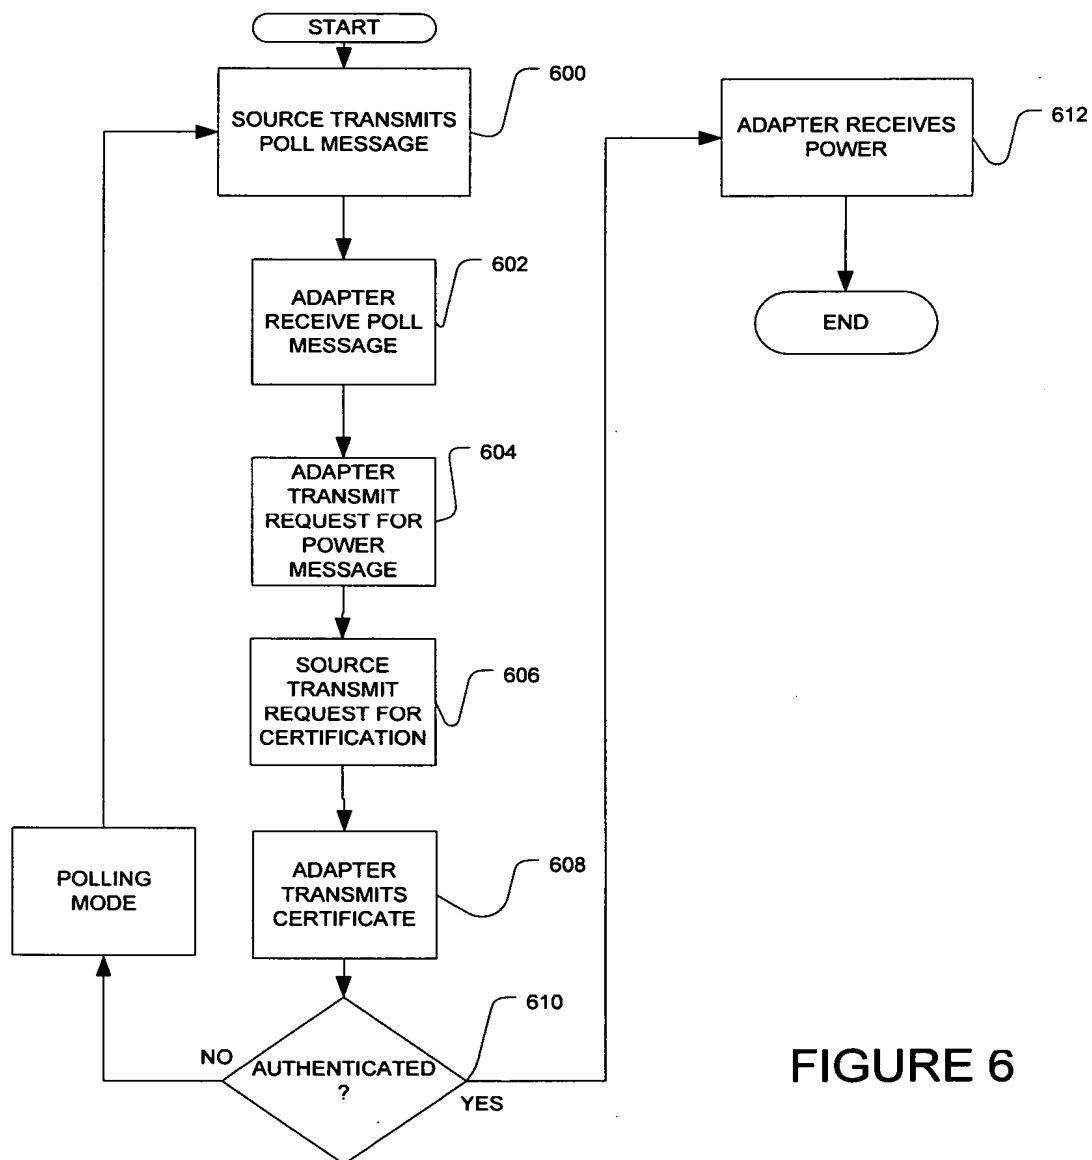 START
600
SOURCE TRANSMITS
POLL MESSAGE
602
ADAPTER
RECEIVE POLL
MESSAGE
604
ADAPTER
TRANSMIT
REQUEST FOR
POWER
MESSAGE
606
SOURCE
TRANSMIT
REQUEST FOR
CERTIFICATION
608
ADAPTER
TRANSMITS
CERTIFICATE
610
AUTHENTICATED
?
NO
YES
POLLING
MODE
612
ADAPTER RECEIVES
POWER
END
FIGURE 6